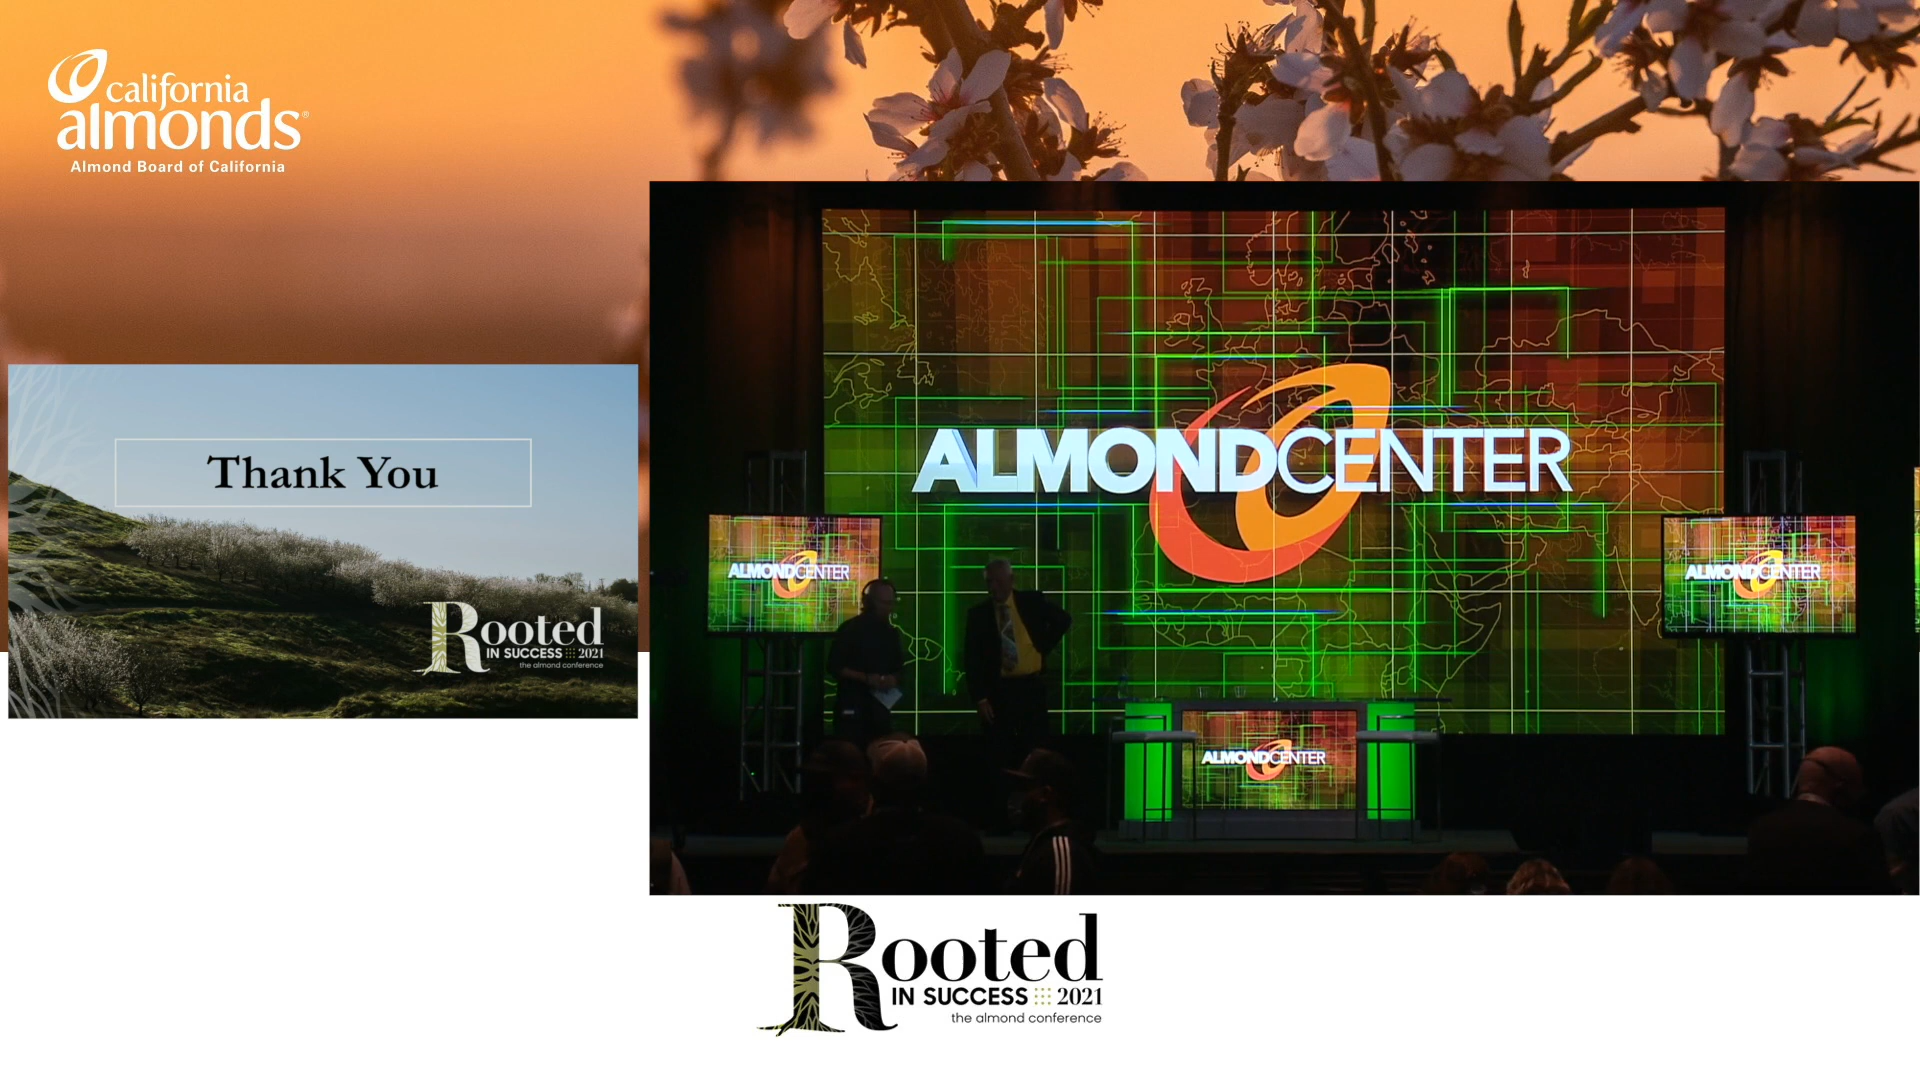 california
almonds®
Almond Board of California
Thank You
Rooted
IN SUCCESS 2021
the almond conference
ALMONDCENTER
ALMONDCENTER
ALMONDCENTER
ALMONDCENTER
Rooted
IN SUCCESS 2021
the almond conference